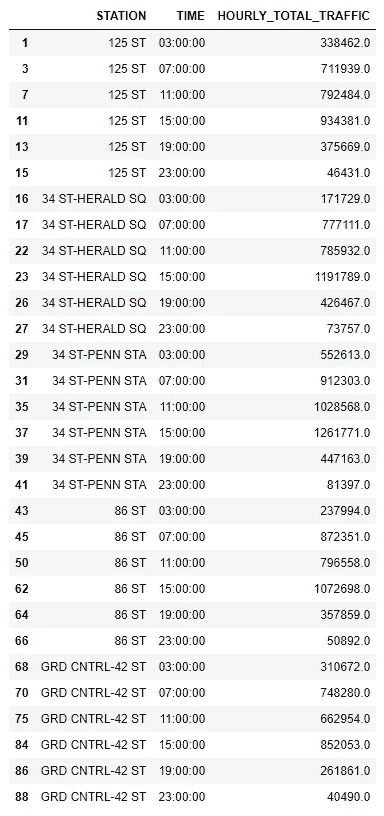 STATION TIME HOURLY_TOTAL_TRAFFIC
1 125 ST 03:00:00 338462.0
3 125 ST 07:00:00 711939.0
7 125 ST 11:00:00 792484.0
11 125 ST 15:00:00 934381.0
13 125 ST 19:00:00 375669.0
15 125 ST 23:00:00 46431.0
16 34 ST-HERALD SQ 03:00:00 171729.0
17 34 ST-HERALD SQ 07:00:00 777111.0
22 34 ST-HERALD SQ 11:00:00 785932.0
23 34 ST-HERALD SQ 15:00:00 1191789.0
26 34 ST-HERALD SQ 19:00:00 426467.0
27 34 ST-HERALD SQ 23:00:00 73757.0
29 34 ST-PENN STA 03:00:00 552613.0
31 34 ST-PENN STA 07:00:00 912303.0
35 34 ST-PENN STA 11:00:00 1028568.0
37 34 ST-PENN STA 15:00:00 1261771.0
39 34 ST-PENN STA 19:00:00 447163.0
41 34 ST-PENN STA 23:00:00 81397.0
43 86 ST 03:00:00 237994.0
45 86 ST 07:00:00 872351.0
50 86 ST 11:00:00 796558.0
62 86 ST 15:00:00 1072698.0
64 86 ST 19:00:00 357859.0
66 86 ST 23:00:00 50892.0
68 GRD CNTRL-42 ST 03:00:00 310672.0
70 GRD CNTRL-42 ST 07:00:00 748280.0
75 GRD CNTRL-42 ST 11:00:00 662954.0
84 GRD CNTRL-42 ST 15:00:00 852053.0
86 GRD CNTRL-42 ST 19:00:00 261861.0
88 GRD CNTRL-42 ST 23:00:00 40490.0